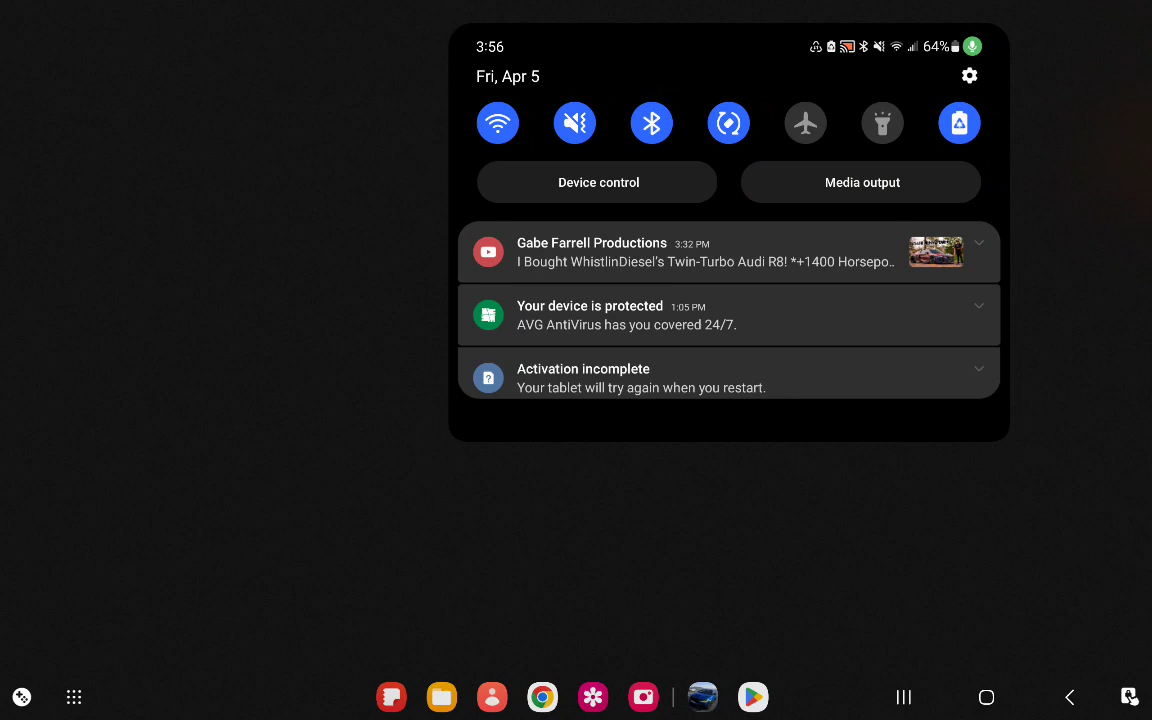 3:56
64%
Fri, Apr 5
Device control
Media output
Gabe Farrell Productions 3:32 PM
I Bought WhistlinDiesel's Twin-Turbo Audi R8! *+1400 Horsepo..
Your device is protected 1:05 PM
AVG AntiVirus has you covered 24/7.
Activation incomplete
Your tablet will try again when you restart.